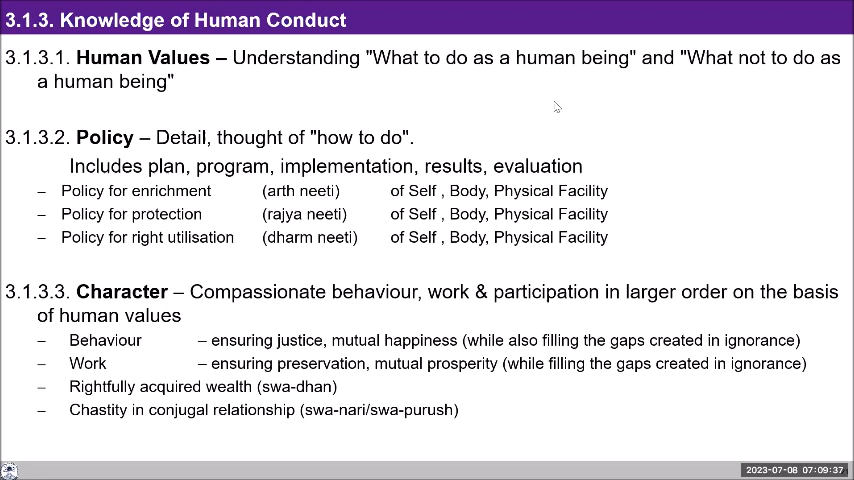 3.1.3. Knowledge of Human Conduct
3.1.3.1. Human Values – Understanding "What to do as a human being" and "What not to do as
a human being"
3.1.3.2. Policy – Detail, thought of "how to do".
Includes plan, program, implementation, results, evaluation
– Policy for enrichment (arth neeti) of Self , Body, Physical Facility
– Policy for protection (rajya neeti) of Self , Body, Physical Facility
– Policy for right utilisation (dharm neeti) of Self , Body, Physical Facility
3.1.3.3. Character – Compassionate behaviour, work & participation in larger order on the basis
of human values
– Behaviour – ensuring justice, mutual happiness (while also filling the gaps created in ignorance)
– Work – ensuring preservation, mutual prosperity (while filling the gaps created in ignorance)
– Rightfully acquired wealth (swa-dhan)
– Chastity in conjugal relationship (swa-nari/swa-purush)
2023-07-08 07:09:37